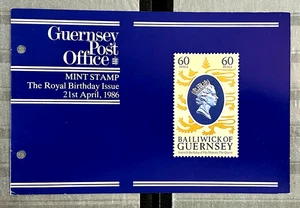 Guernsey
Post
Office
MINT STAMP
The Royal Birthday Issue
21st April, 1986
60 60
BAILIWICK OF
GUERNSEY